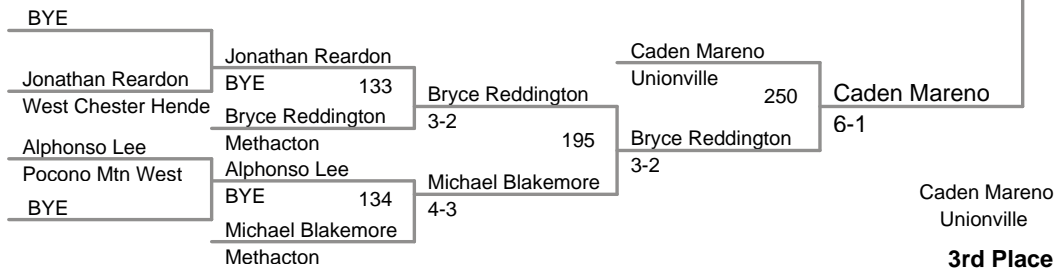 BYE
Jonathan Reardon
West Chester Hende
Alphonso Lee
Pocono Mtn West
BYE
Jonathan Reardon
BYE
133
Bryce Reddington
Methacton
Alphonso Lee
BYE
134
Michael Blakemore
Methacton
Bryce Reddington
3-2
195
Michael Blakemore
4-3
Caden Mareno
Unionville
250
Bryce Reddington
3-2
Caden Mareno
6-1
Caden Mareno
Unionville
3rd Place